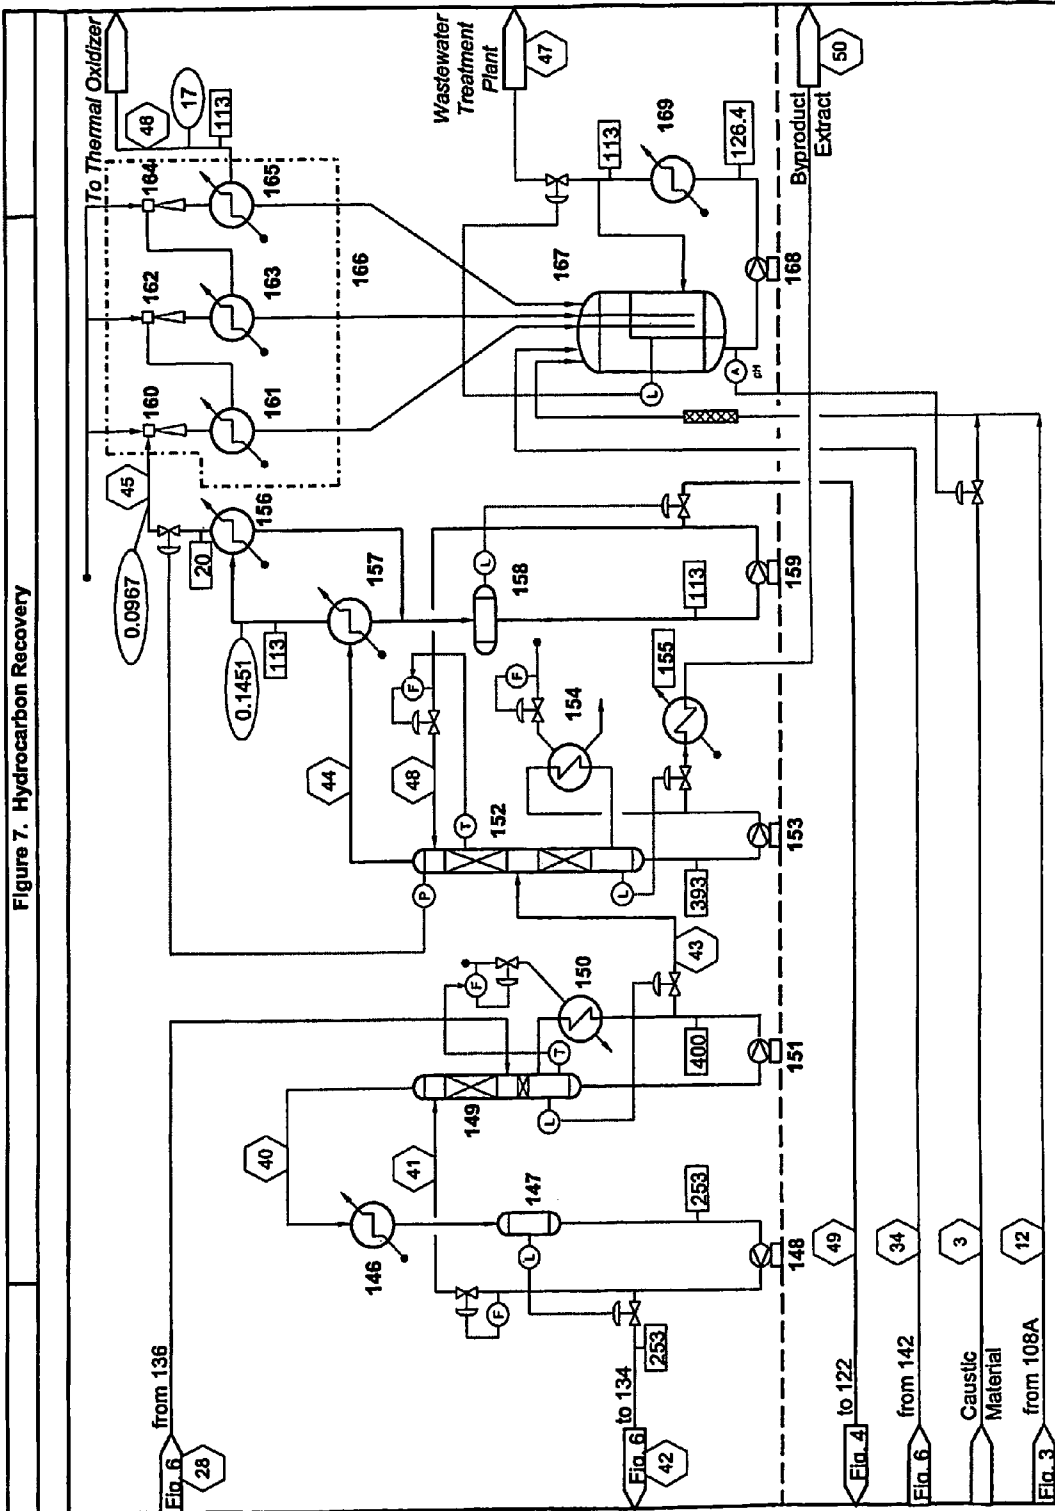 Figure 7. Hydrocarbon Recovery
To Thermal Oxidizer
46
17
113
164
165
162
163
160
161
166
45
0.0967
20
156
0.1451
113
157
Wastewater
Treatment
Plant
47
113
169
126.4
167
168
L
A
pH
50
Byproduct
Extract
44
48
P
T
152
F
L
158
113
159
F
154
155
L
393
153
40
41
149
F
T
150
L
43
400
151
146
147
L
F
253
148
253
from 136
Fig. 6
28
to 134
Fig. 6
42
49
to 122
Fig. 4
34
from 142
Fig. 6
3
Caustic
Material
12
from 108A
Fig. 3